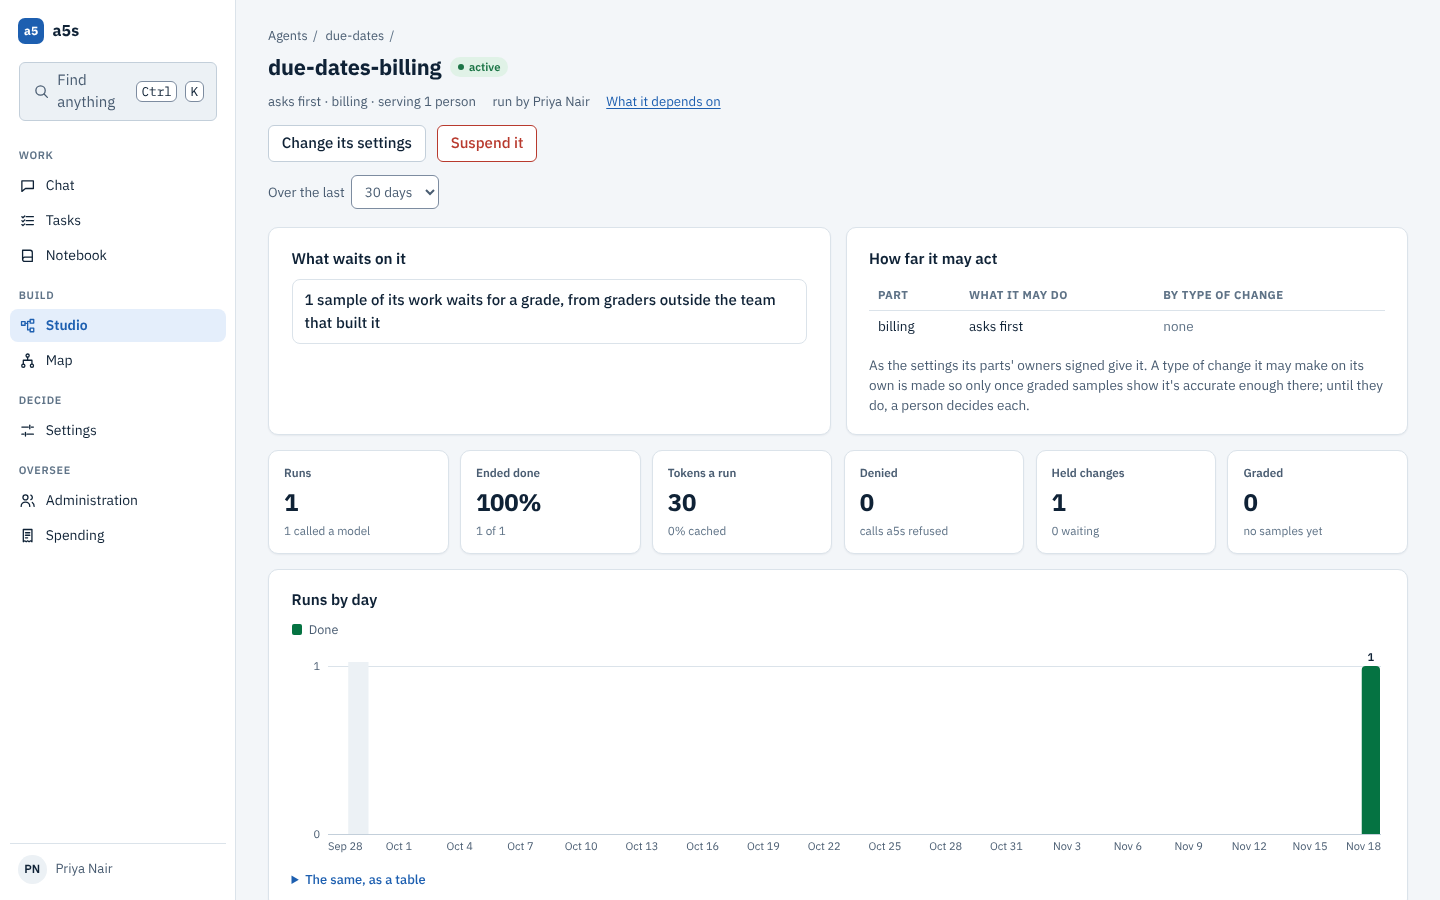 a5 a5s
Find anything Ctrl K
WORK
Chat
Tasks
Notebook
BUILD
Studio
Map
DECIDE
Settings
OVERSEE
Administration
Spending
PN Priya Nair
Agents / due-dates /
due-dates-billing active
asks first · billing · serving 1 person run by Priya Nair What it depends on
Change its settings Suspend it
Over the last 30 days
What waits on it
1 sample of its work waits for a grade, from graders outside the team
that built it
How far it may act
PART WHAT IT MAY DO BY TYPE OF CHANGE
billing asks first none
As the settings its parts' owners signed give it. A type of change it may make on its
own is made so only once graded samples show it's accurate enough there; until they
do, a person decides each.
Runs
1
1 called a model
Ended done
100%
1 of 1
Tokens a run
30
0% cached
Denied
0
calls a5s refused
Held changes
1
0 waiting
Graded
0
no samples yet
Runs by day
Done
1
1
0
Sep 28 Oct 1 Oct 4 Oct 7 Oct 10 Oct 13 Oct 16 Oct 19 Oct 22 Oct 25 Oct 28 Oct 31 Nov 3 Nov 6 Nov 9 Nov 12 Nov 15 Nov 18
The same, as a table